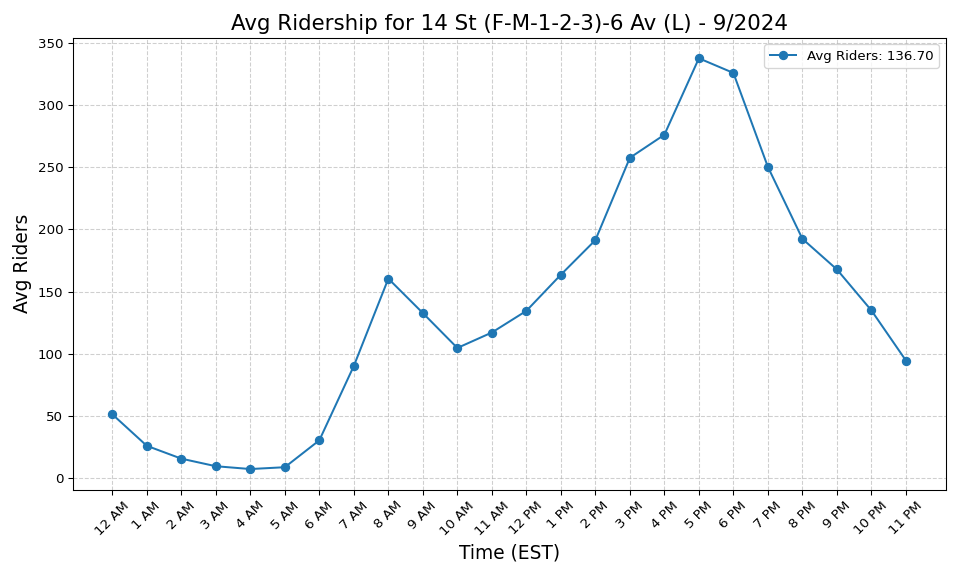 Avg Ridership for 14 St (F-M-1-2-3)-6 Av (L) - 9/2024
Avg Riders: 136.70
Avg Riders
350
300
250
200
150
100
50
0
12 AM
1 AM
2 AM
3 AM
4 AM
5 AM
6 AM
7 AM
8 AM
9 AM
10 AM
11 AM
12 PM
1 PM
2 PM
3 PM
4 PM
5 PM
6 PM
7 PM
8 PM
9 PM
10 PM
11 PM
Time (EST)